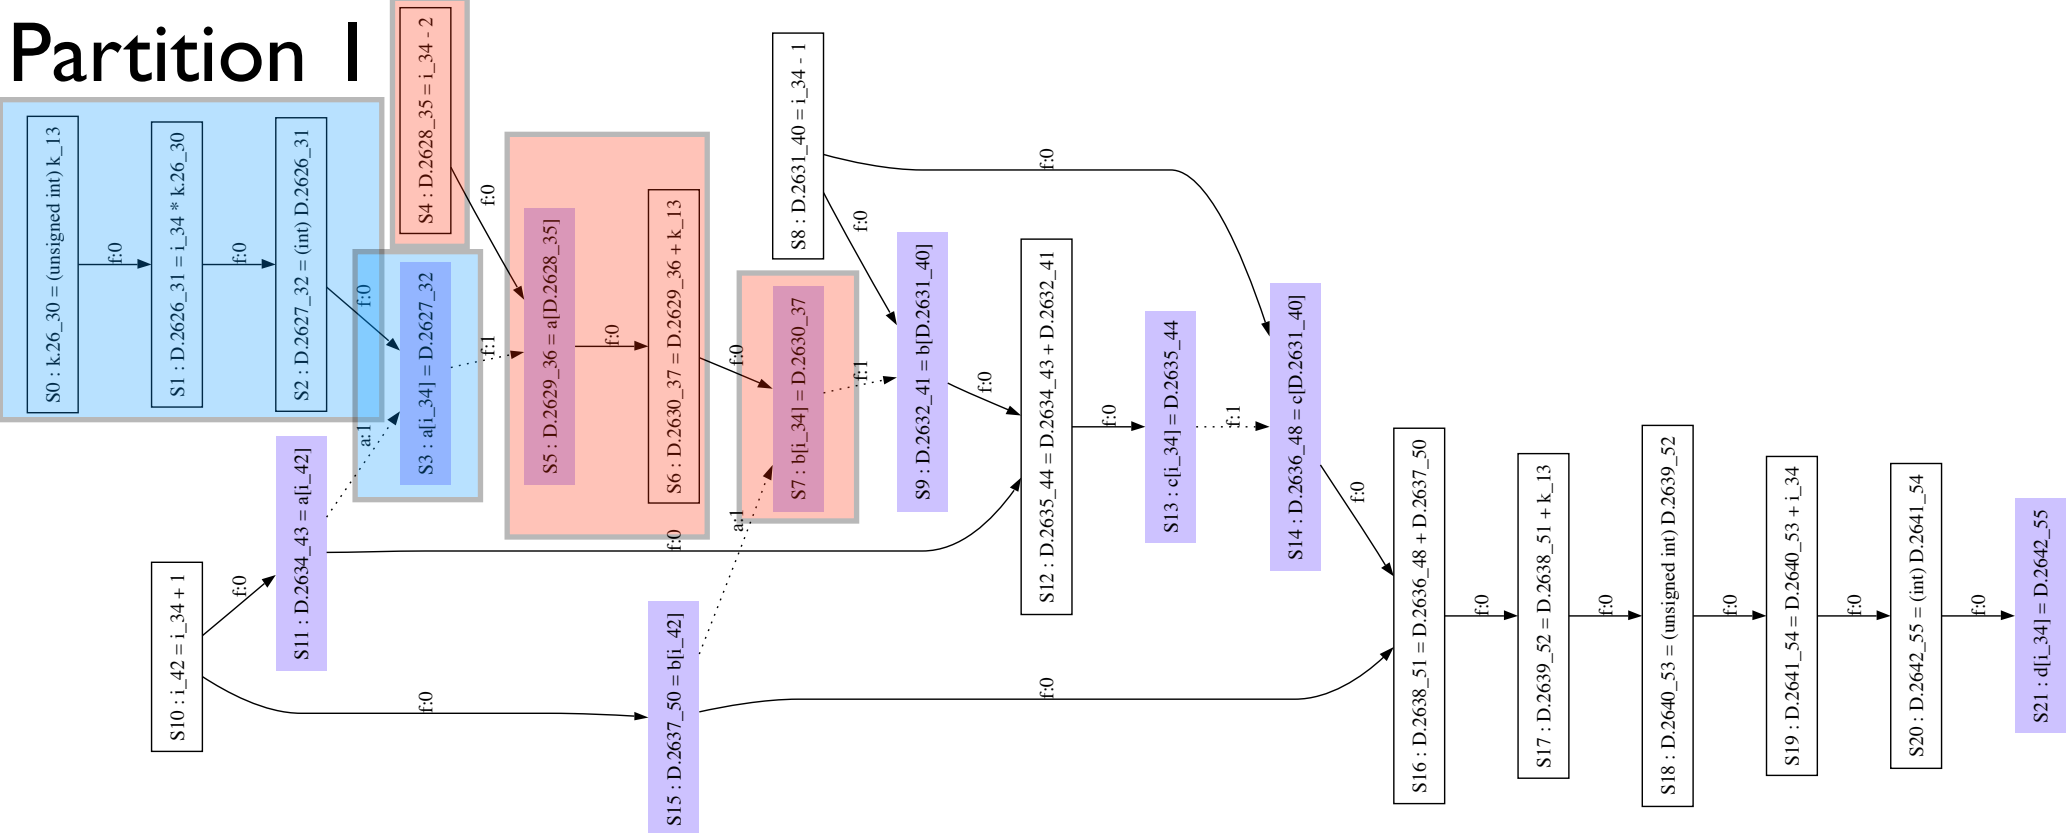 Partition 1
S0 : k.26_30 = (unsigned int) k_13
f:0
S1 : D.2626_31 = i_34 * k.26_30
f:0
S2 : D.2627_32 = (int) D.2626_31
f:0
S3 : a[i_34] = D.2627_32
a:1
S4 : D.2628_35 = i_34 - 2
f:0
f:1
S5 : D.2629_36 = a[D.2628_35]
f:0
S6 : D.2630_37 = D.2629_36 + k_13
f:0
S7 : b[i_34] = D.2630_37
a:1
f:1
S8 : D.2631_40 = i_34 - 1
f:0
f:0
S9 : D.2632_41 = b[D.2631_40]
f:0
S10 : i_42 = i_34 + 1
f:0
f:0
S11 : D.2634_43 = a[i_42]
f:0
S12 : D.2635_44 = D.2634_43 + D.2632_41
f:0
S13 : c[i_34] = D.2635_44
f:1
S14 : D.2636_48 = c[D.2631_40]
f:0
S15 : D.2637_50 = b[i_42]
f:0
S16 : D.2638_51 = D.2636_48 + D.2637_50
f:0
S17 : D.2639_52 = D.2638_51 + k_13
f:0
S18 : D.2640_53 = (unsigned int) D.2639_52
f:0
S19 : D.2641_54 = D.2640_53 + i_34
f:0
S20 : D.2642_55 = (int) D.2641_54
f:0
S21 : d[i_34] = D.2642_55